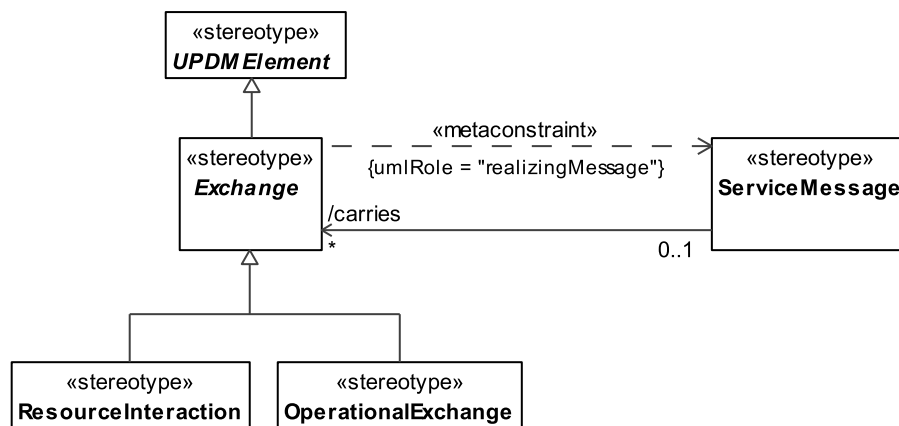 «stereotype»
UPDMElement
«metaconstraint»
«stereotype»
Exchange
{umlRole = "realizingMessage"}
«stereotype»
ServiceMessage
/carries
*
0..1
«stereotype»
ResourceInteraction
«stereotype»
OperationalExchange